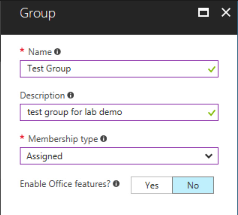 Group
* Name
Test Group
Description
test group for lab demo
* Membership type
Assigned
Enable Office features?
Yes No